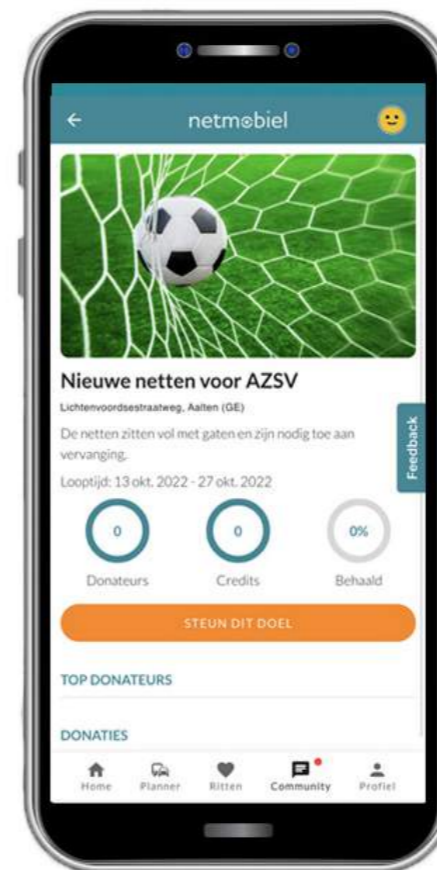 netmobiel
Nieuwe netten voor AZSV
Lichtenvoordsestraatweg, Aalten (GE)
De netten zitten vol met gaten en zijn nodig toe aan
vervanging.
Looptijd: 13 okt. 2022 - 27 okt. 2022
Feedback
0 0 0%
Donateurs Credits Behaald
STEUN DIT DOEL
TOP DONATEURS
DONATIES
Home Planner Ritten Community Profiel